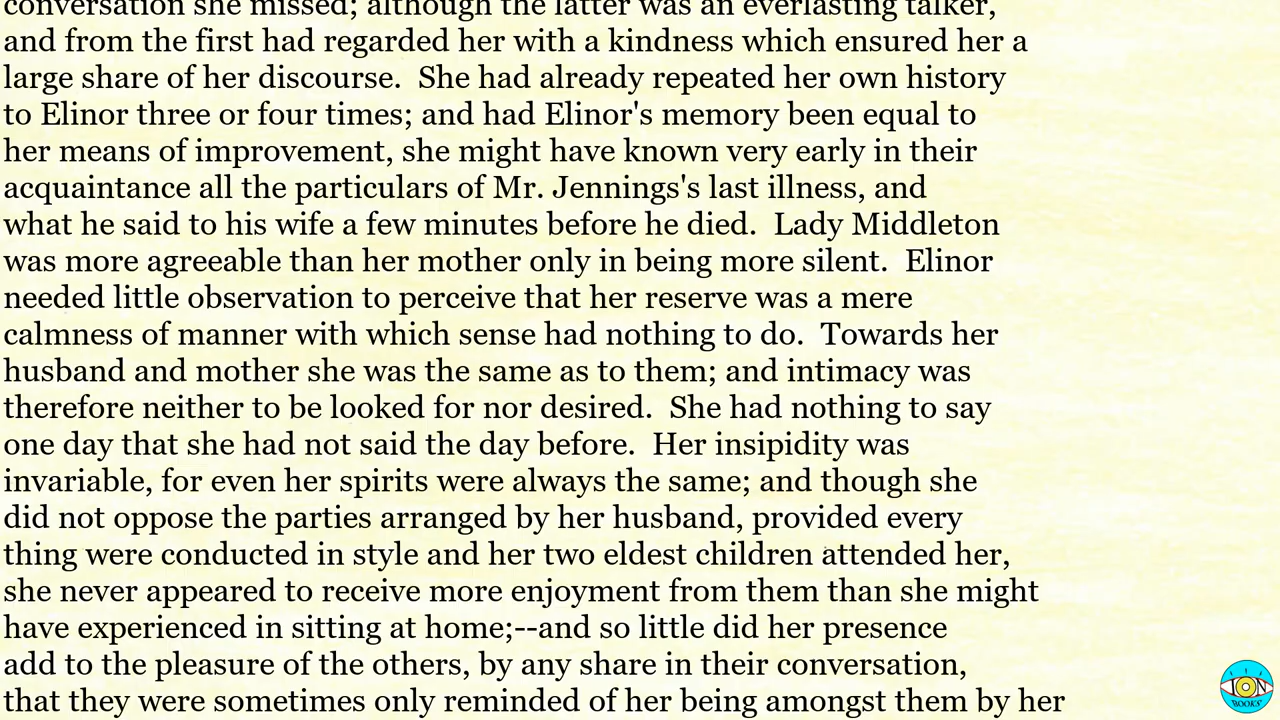 conversation she missed; although the latter was an everlasting talker,
and from the first had regarded her with a kindness which ensured her a
large share of her discourse.  She had already repeated her own history
to Elinor three or four times; and had Elinor's memory been equal to
her means of improvement, she might have known very early in their
acquaintance all the particulars of Mr. Jennings's last illness, and
what he said to his wife a few minutes before he died.  Lady Middleton
was more agreeable than her mother only in being more silent.  Elinor
needed little observation to perceive that her reserve was a mere
calmness of manner with which sense had nothing to do.  Towards her
husband and mother she was the same as to them; and intimacy was
therefore neither to be looked for nor desired.  She had nothing to say
one day that she had not said the day before.  Her insipidity was
invariable, for even her spirits were always the same; and though she
did not oppose the parties arranged by her husband, provided every
thing were conducted in style and her two eldest children attended her,
she never appeared to receive more enjoyment from them than she might
have experienced in sitting at home;--and so little did her presence
add to the pleasure of the others, by any share in their conversation,
that they were sometimes only reminded of her being amongst them by her
ION
BOOKS